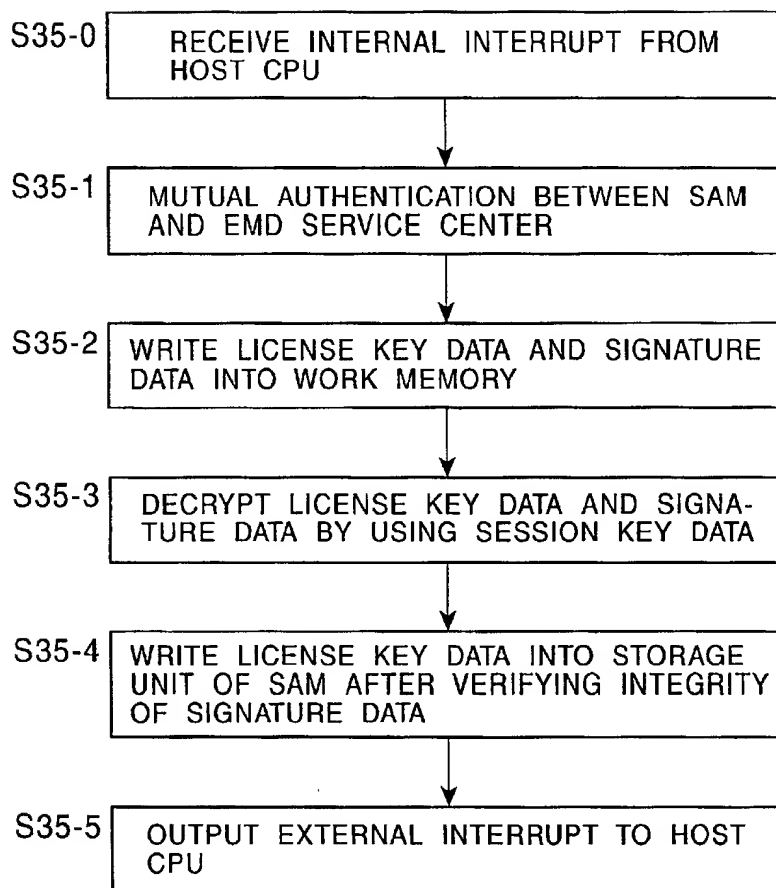 S35-0
RECEIVE INTERNAL INTERRUPT FROM
HOST CPU
S35-1
MUTUAL AUTHENTICATION BETWEEN SAM
AND EMD SERVICE CENTER
S35-2
WRITE LICENSE KEY DATA AND SIGNATURE
DATA INTO WORK MEMORY
S35-3
DECRYPT LICENSE KEY DATA AND SIGNA-
TURE DATA BY USING SESSION KEY DATA
S35-4
WRITE LICENSE KEY DATA INTO STORAGE
UNIT OF SAM AFTER VERIFYING INTEGRITY
OF SIGNATURE DATA
S35-5
OUTPUT EXTERNAL INTERRUPT TO HOST
CPU